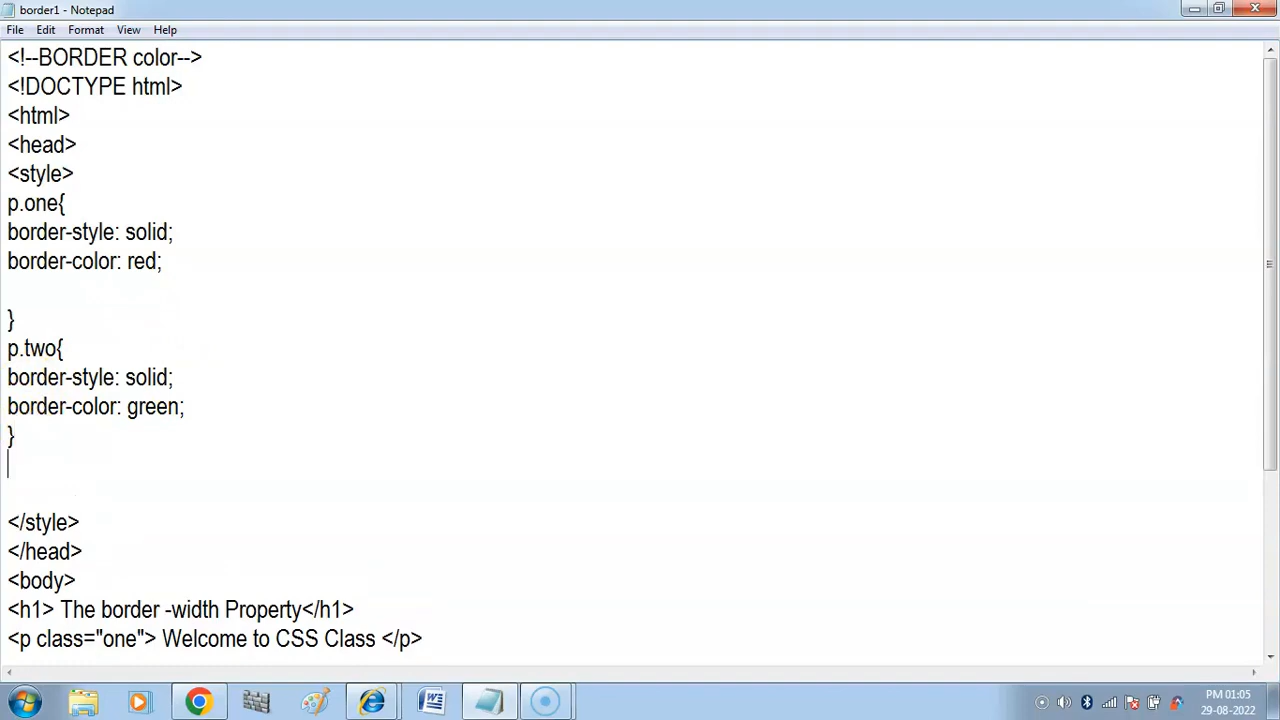 border1 - Notepad
File Edit Format View Help
<!--BORDER color-->
<!DOCTYPE html>
<html>
<head>
<style>
p.one{
border-style: solid;
border-color: red;
}
p.two{
border-style: solid;
border-color: green;
}
</style>
</head>
<body>
<h1> The border -width Property</h1>
<p class="one"> Welcome to CSS Class </p>
PM 01:05
29-08-2022